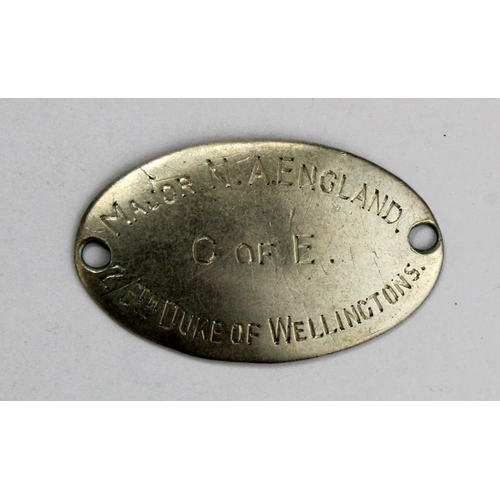 MAJOR N. A. ENGLAND.
C OF E.
1/6TH DUKE OF WELLINGTONS.